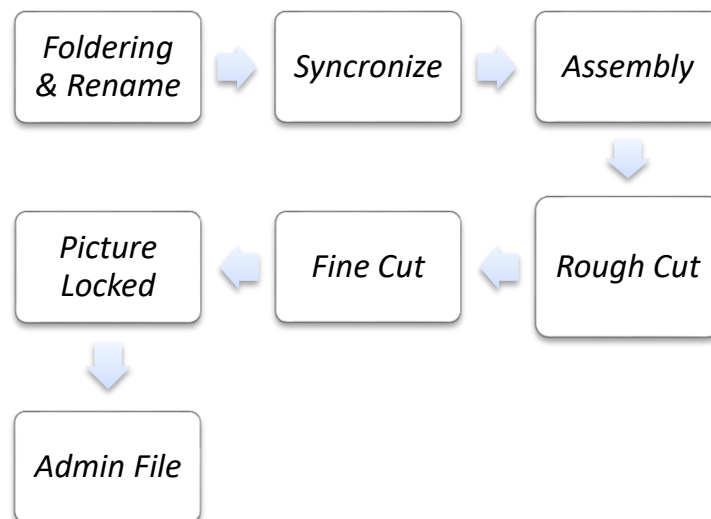 Foldering
& Rename
Syncronize
Assembly
Rough Cut
Fine Cut
Picture
Locked
Admin File